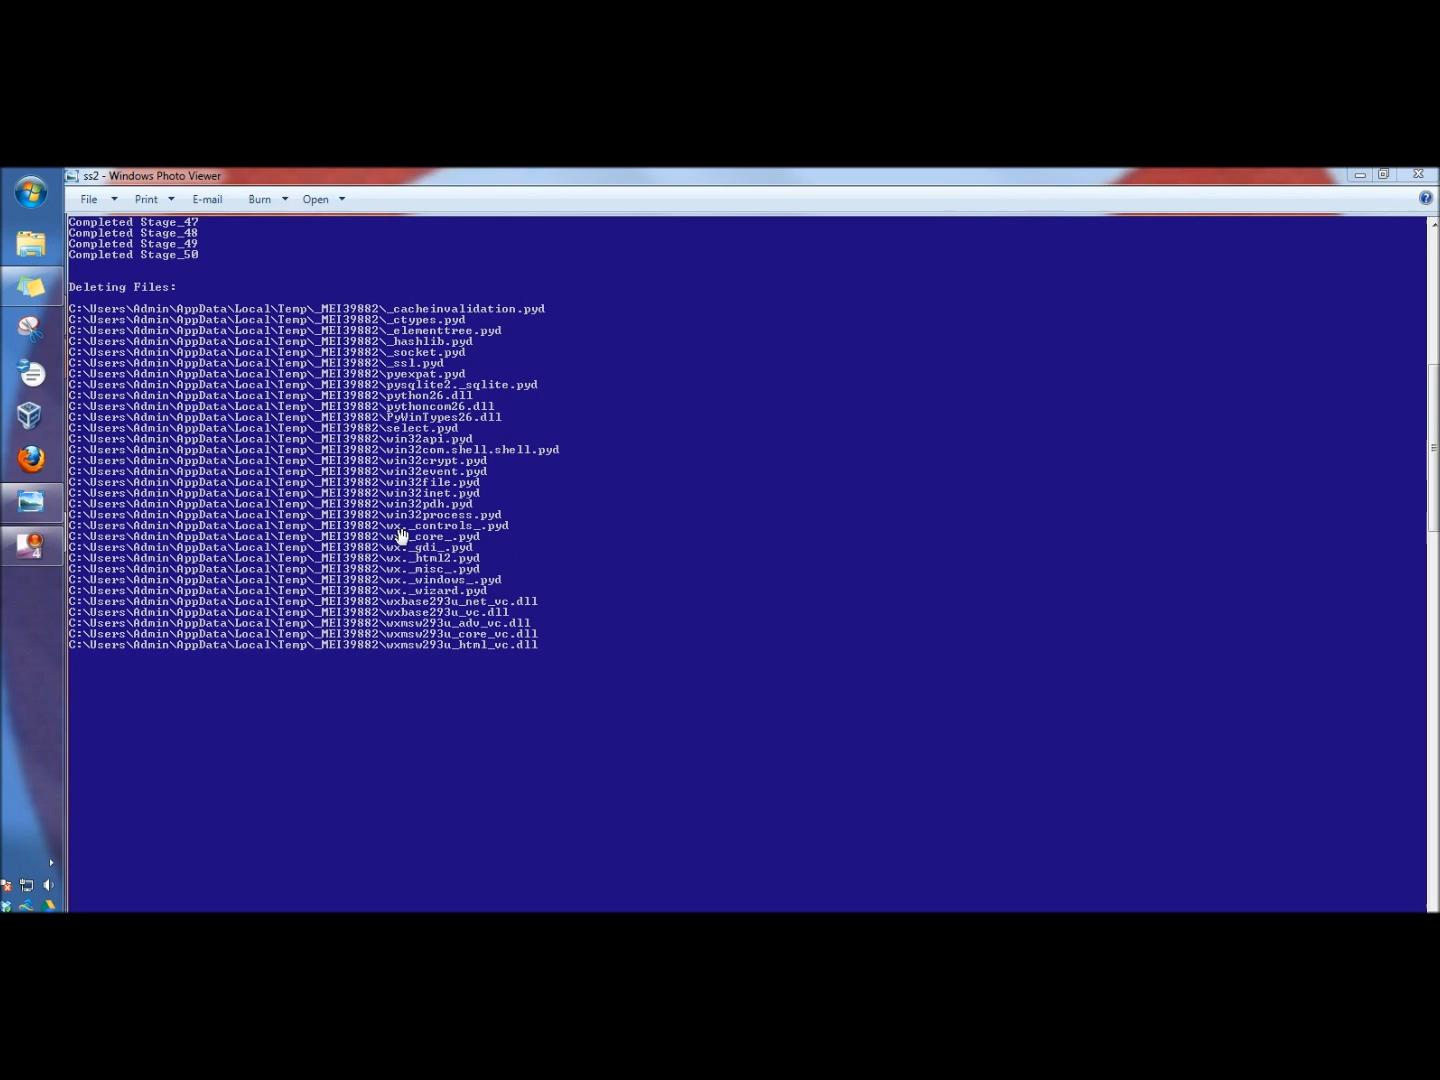 ss2 - Windows Photo Viewer
File Print E-mail Burn Open
Completed Stage_47
Completed Stage_48
Completed Stage_49
Completed Stage_50
Deleting Files:
C:\Users\Admin\AppData\Local\Temp\_MEI39882\_cacheinvalidation.pyd
C:\Users\Admin\AppData\Local\Temp\_MEI39882\_ctypes.pyd
C:\Users\Admin\AppData\Local\Temp\_MEI39882\_elementtree.pyd
C:\Users\Admin\AppData\Local\Temp\_MEI39882\_hashlib.pyd
C:\Users\Admin\AppData\Local\Temp\_MEI39882\_socket.pyd
C:\Users\Admin\AppData\Local\Temp\_MEI39882\_ssl.pyd
C:\Users\Admin\AppData\Local\Temp\_MEI39882\pyexpat.pyd
C:\Users\Admin\AppData\Local\Temp\_MEI39882\pysqlite2._sqlite.pyd
C:\Users\Admin\AppData\Local\Temp\_MEI39882\python26.dll
C:\Users\Admin\AppData\Local\Temp\_MEI39882\pythoncom26.dll
C:\Users\Admin\AppData\Local\Temp\_MEI39882\PyWinTypes26.dll
C:\Users\Admin\AppData\Local\Temp\_MEI39882\select.pyd
C:\Users\Admin\AppData\Local\Temp\_MEI39882\win32api.pyd
C:\Users\Admin\AppData\Local\Temp\_MEI39882\win32com.shell.shell.pyd
C:\Users\Admin\AppData\Local\Temp\_MEI39882\win32crypt.pyd
C:\Users\Admin\AppData\Local\Temp\_MEI39882\win32event.pyd
C:\Users\Admin\AppData\Local\Temp\_MEI39882\win32file.pyd
C:\Users\Admin\AppData\Local\Temp\_MEI39882\win32inet.pyd
C:\Users\Admin\AppData\Local\Temp\_MEI39882\win32pdh.pyd
C:\Users\Admin\AppData\Local\Temp\_MEI39882\win32process.pyd
C:\Users\Admin\AppData\Local\Temp\_MEI39882\wx._controls_.pyd
C:\Users\Admin\AppData\Local\Temp\_MEI39882\wx._core_.pyd
C:\Users\Admin\AppData\Local\Temp\_MEI39882\wx._gdi_.pyd
C:\Users\Admin\AppData\Local\Temp\_MEI39882\wx._html2.pyd
C:\Users\Admin\AppData\Local\Temp\_MEI39882\wx._misc_.pyd
C:\Users\Admin\AppData\Local\Temp\_MEI39882\wx._windows_.pyd
C:\Users\Admin\AppData\Local\Temp\_MEI39882\wx._wizard.pyd
C:\Users\Admin\AppData\Local\Temp\_MEI39882\wxbase293u_net_vc.dll
C:\Users\Admin\AppData\Local\Temp\_MEI39882\wxbase293u_vc.dll
C:\Users\Admin\AppData\Local\Temp\_MEI39882\wxmsw293u_adv_vc.dll
C:\Users\Admin\AppData\Local\Temp\_MEI39882\wxmsw293u_core_vc.dll
C:\Users\Admin\AppData\Local\Temp\_MEI39882\wxmsw293u_html_vc.dll
4